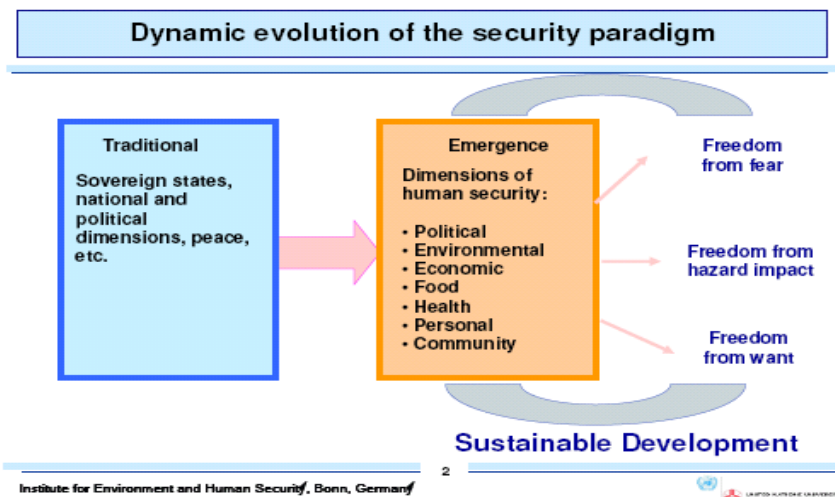 Dynamic evolution of the security paradigm
Traditional
Sovereign states,
national and
political
dimensions, peace,
etc.
Emergence
Dimensions of
human security:
• Political
• Environmental
• Economic
• Food
• Health
• Personal
• Community
Freedom
from fear
Freedom from
hazard impact
Freedom
from want
Sustainable Development
2
Institute for Environment and Human Security, Bonn, Germany
UNITED NATIONS